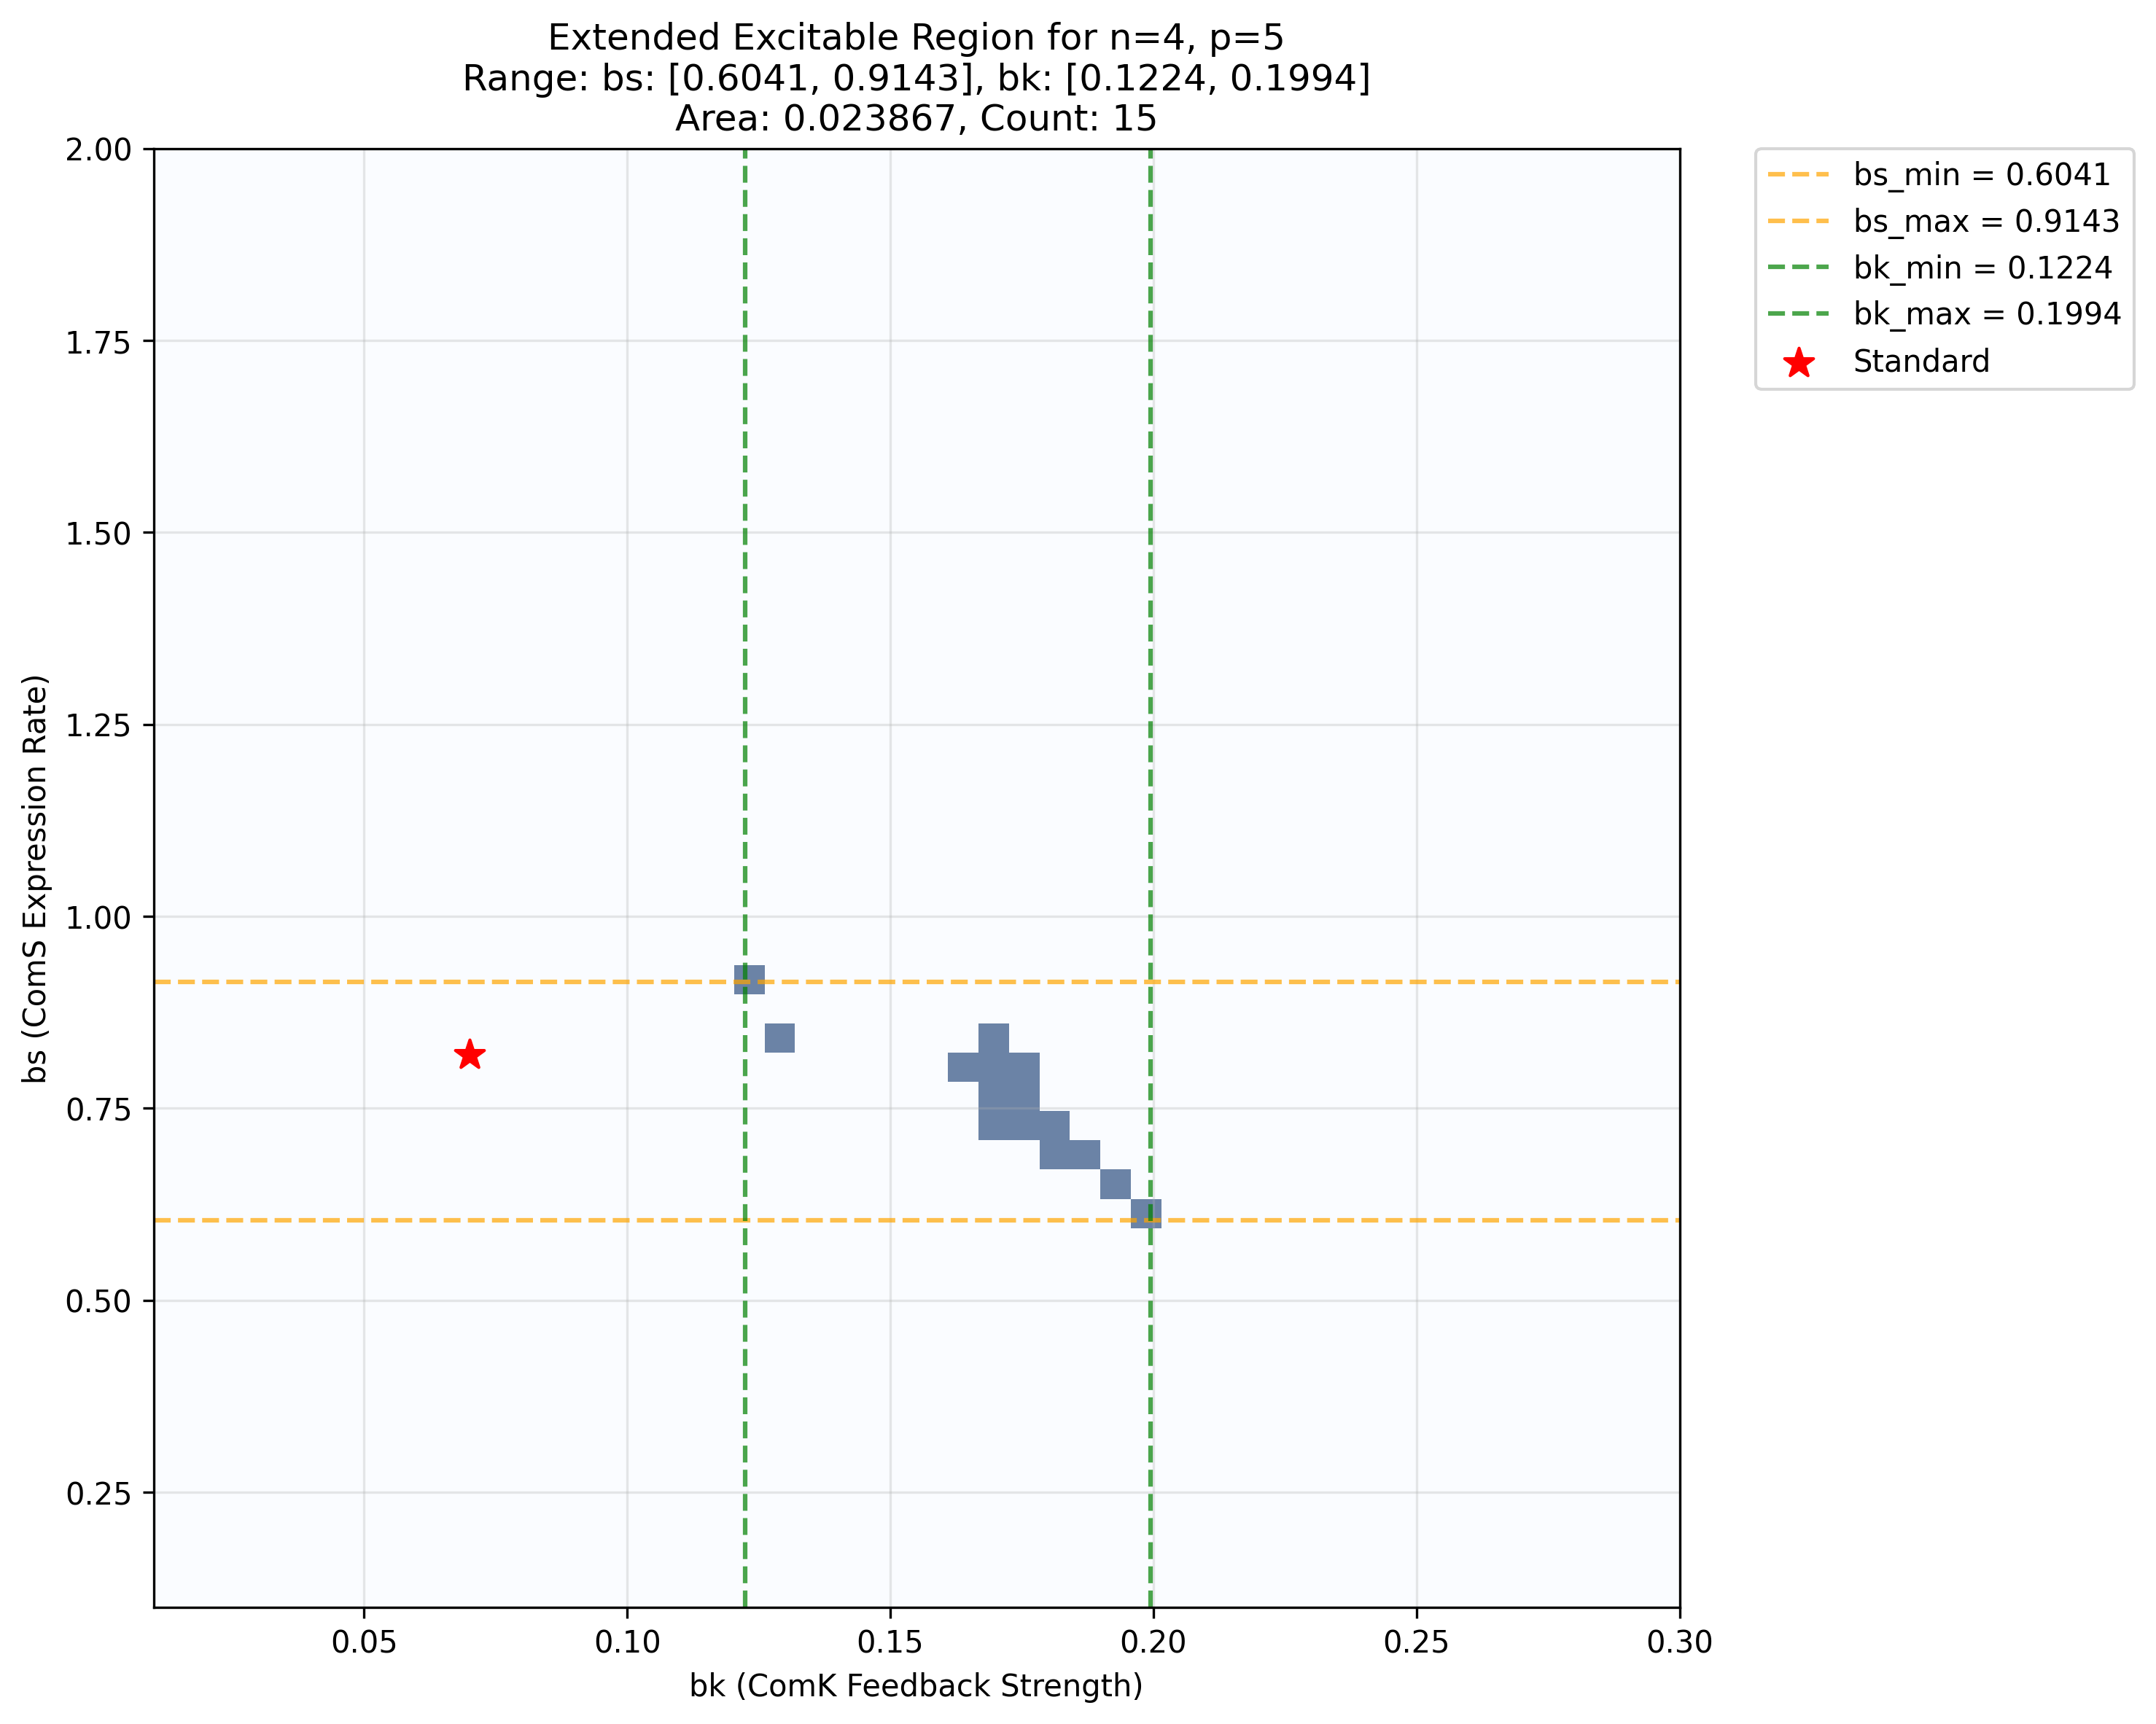 Extended Excitable Region for n=4, p=5
Range: bs: [0.6041, 0.9143], bk: [0.1224, 0.1994]
Area: 0.023867, Count: 15
bs_min = 0.6041
bs_max = 0.9143
bk_min = 0.1224
bk_max = 0.1994
Standard
bs (ComS Expression Rate)
2.00
1.75
1.50
1.25
1.00
0.75
0.50
0.25
0.05
0.10
0.15
0.20
0.25
0.30
bk (ComK Feedback Strength)